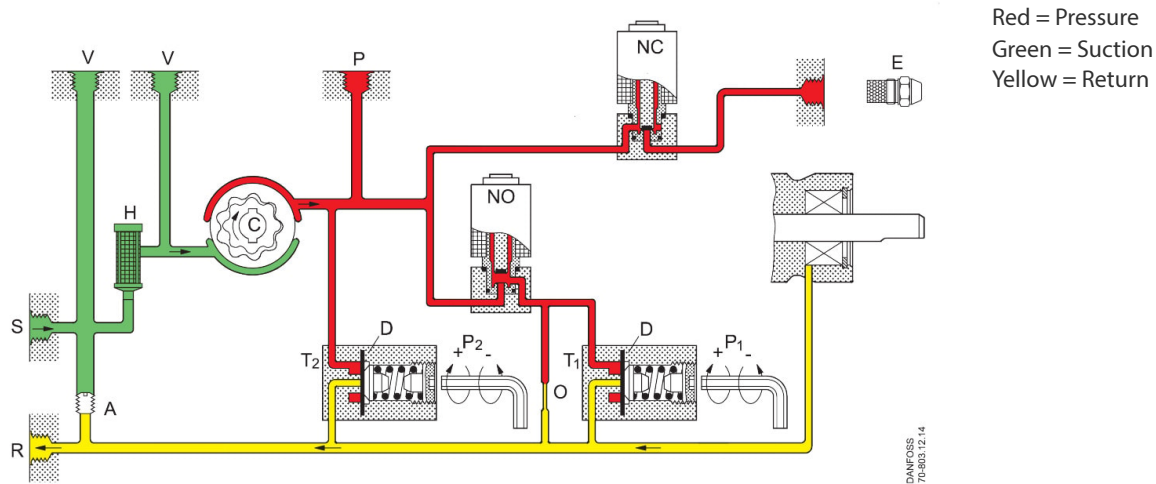 Red = Pressure
Green = Suction
Yellow = Return
V
V
P
NC
E
H
C
NO
S
T2
D
+ P2 -
T1
D
+ P1 -
A
O
R
DANFOSS
70-803.12.14